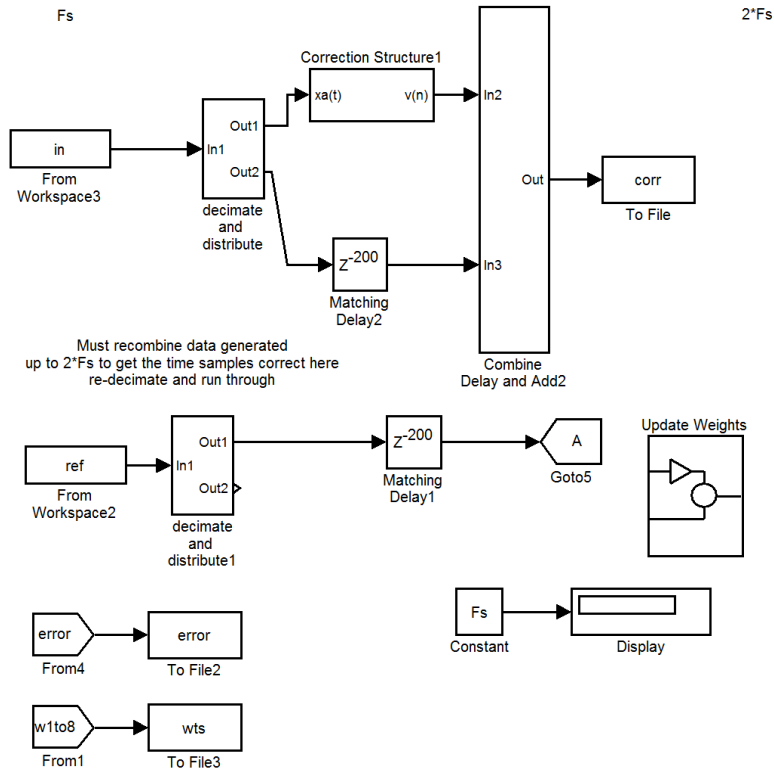 Fs
2*Fs
Correction Structure1
xa(t)
v(n)
In2
in
From
Workspace3
In1
Out1
Out2
decimate
and
distribute
Out
corr
To File
Z-200
Matching
Delay2
In3
Combine
Delay and Add2
Must recombine data generated
up to 2*Fs to get the time samples correct here
re-decimate and run through
ref
From
Workspace2
In1
Out1
Out2
decimate
and
distribute1
Z-200
Matching
Delay1
A
Goto5
Update Weights
error
From4
error
To File2
Fs
Constant
Display
w1to8
From1
wts
To File3